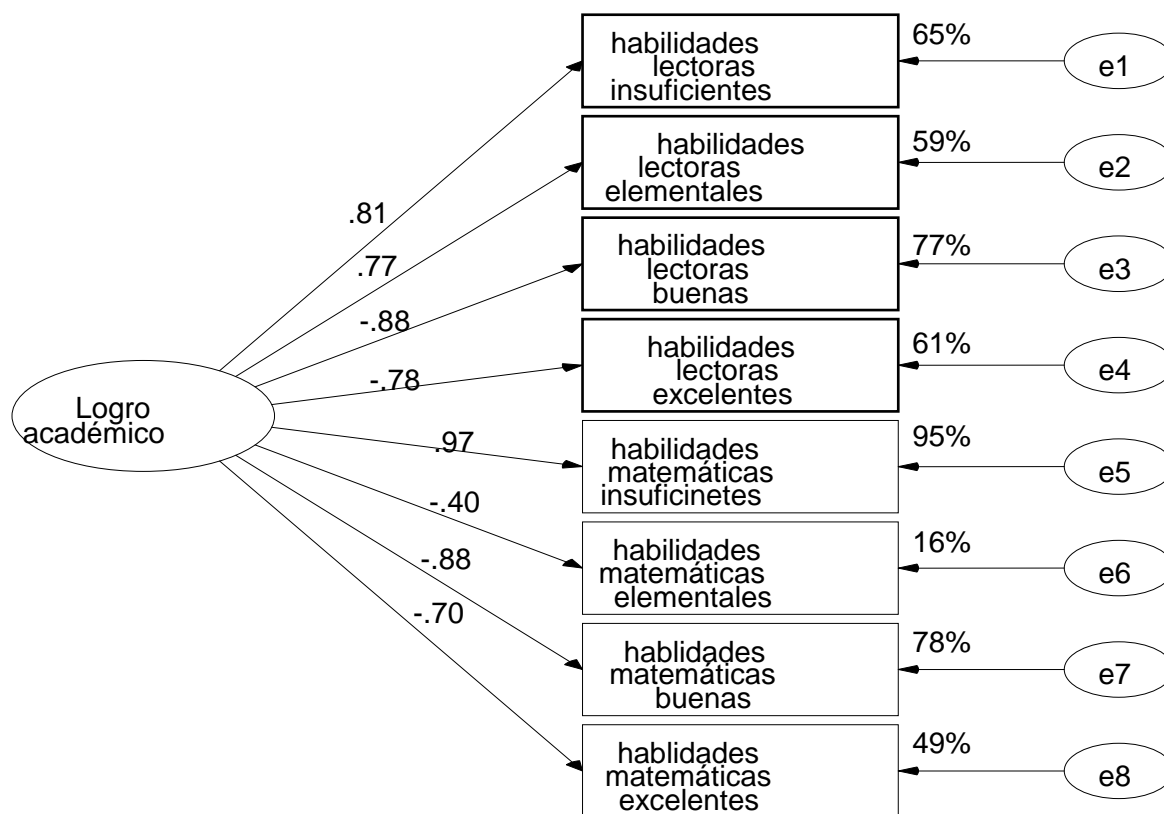 habilidades
lectoras
insuficientes
65%
e1
habilidades
lectoras
elementales
59%
e2
.81
habilidades
lectoras
buenas
77%
e3
.77
-.88
habilidades
lectoras
excelentes
61%
e4
-.78
Logro
académico
.97
habilidades
matemáticas
insuficinetes
95%
e5
-.40
habilidades
matemáticas
elementales
16%
e6
-.88
-.70
hablidades
matemáticas
buenas
78%
e7
hablidades
matemáticas
excelentes
49%
e8